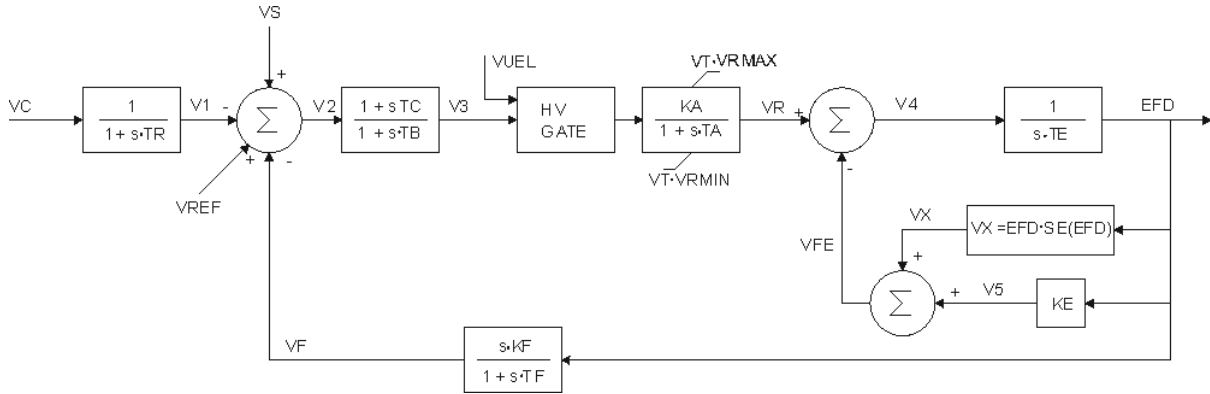 VS
+
VC
1
1 + s·TR
V1
-
Σ
+
-
VREF
V2
1 + sTC
1 + sTB
V3
VUEL
HV
GATE
VT·VRMAX
KA
1 + s·TA
VT·VRMIN
VR
+
Σ
-
V4
1
s·TE
EFD
VX = EFD·SE(EFD)
VX
+
VFE
Σ
+
V5
KE
VF
s·KF
1 + s·TF